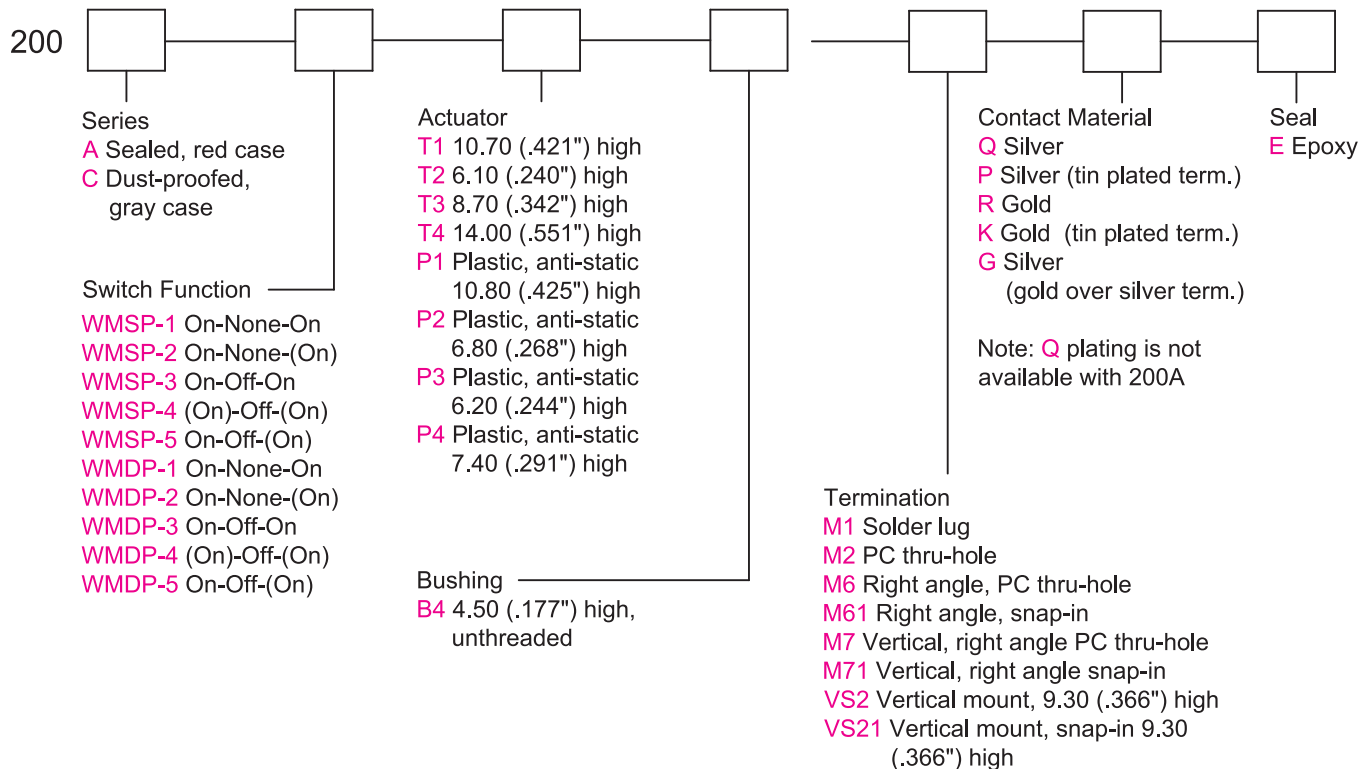 200
Series
A Sealed, red case
C Dust-proofed,
gray case
Switch Function
WMSP-1 On-None-On
WMSP-2 On-None-(On)
WMSP-3 On-Off-On
WMSP-4 (On)-Off-(On)
WMSP-5 On-Off-(On)
WMDP-1 On-None-On
WMDP-2 On-None-(On)
WMDP-3 On-Off-On
WMDP-4 (On)-Off-(On)
WMDP-5 On-Off-(On)
Actuator
T1 10.70 (.421") high
T2 6.10 (.240") high
T3 8.70 (.342") high
T4 14.00 (.551") high
P1 Plastic, anti-static
10.80 (.425") high
P2 Plastic, anti-static
6.80 (.268") high
P3 Plastic, anti-static
6.20 (.244") high
P4 Plastic, anti-static
7.40 (.291") high
Bushing
B4 4.50 (.177") high,
unthreaded
Termination
M1 Solder lug
M2 PC thru-hole
M6 Right angle, PC thru-hole
M61 Right angle, snap-in
M7 Vertical, right angle PC thru-hole
M71 Vertical, right angle snap-in
VS2 Vertical mount, 9.30 (.366") high
VS21 Vertical mount, snap-in 9.30
(.366") high
Contact Material
Q Silver
P Silver (tin plated term.)
R Gold
K Gold (tin plated term.)
G Silver
(gold over silver term.)
Note: Q plating is not
available with 200A
Seal
E Epoxy